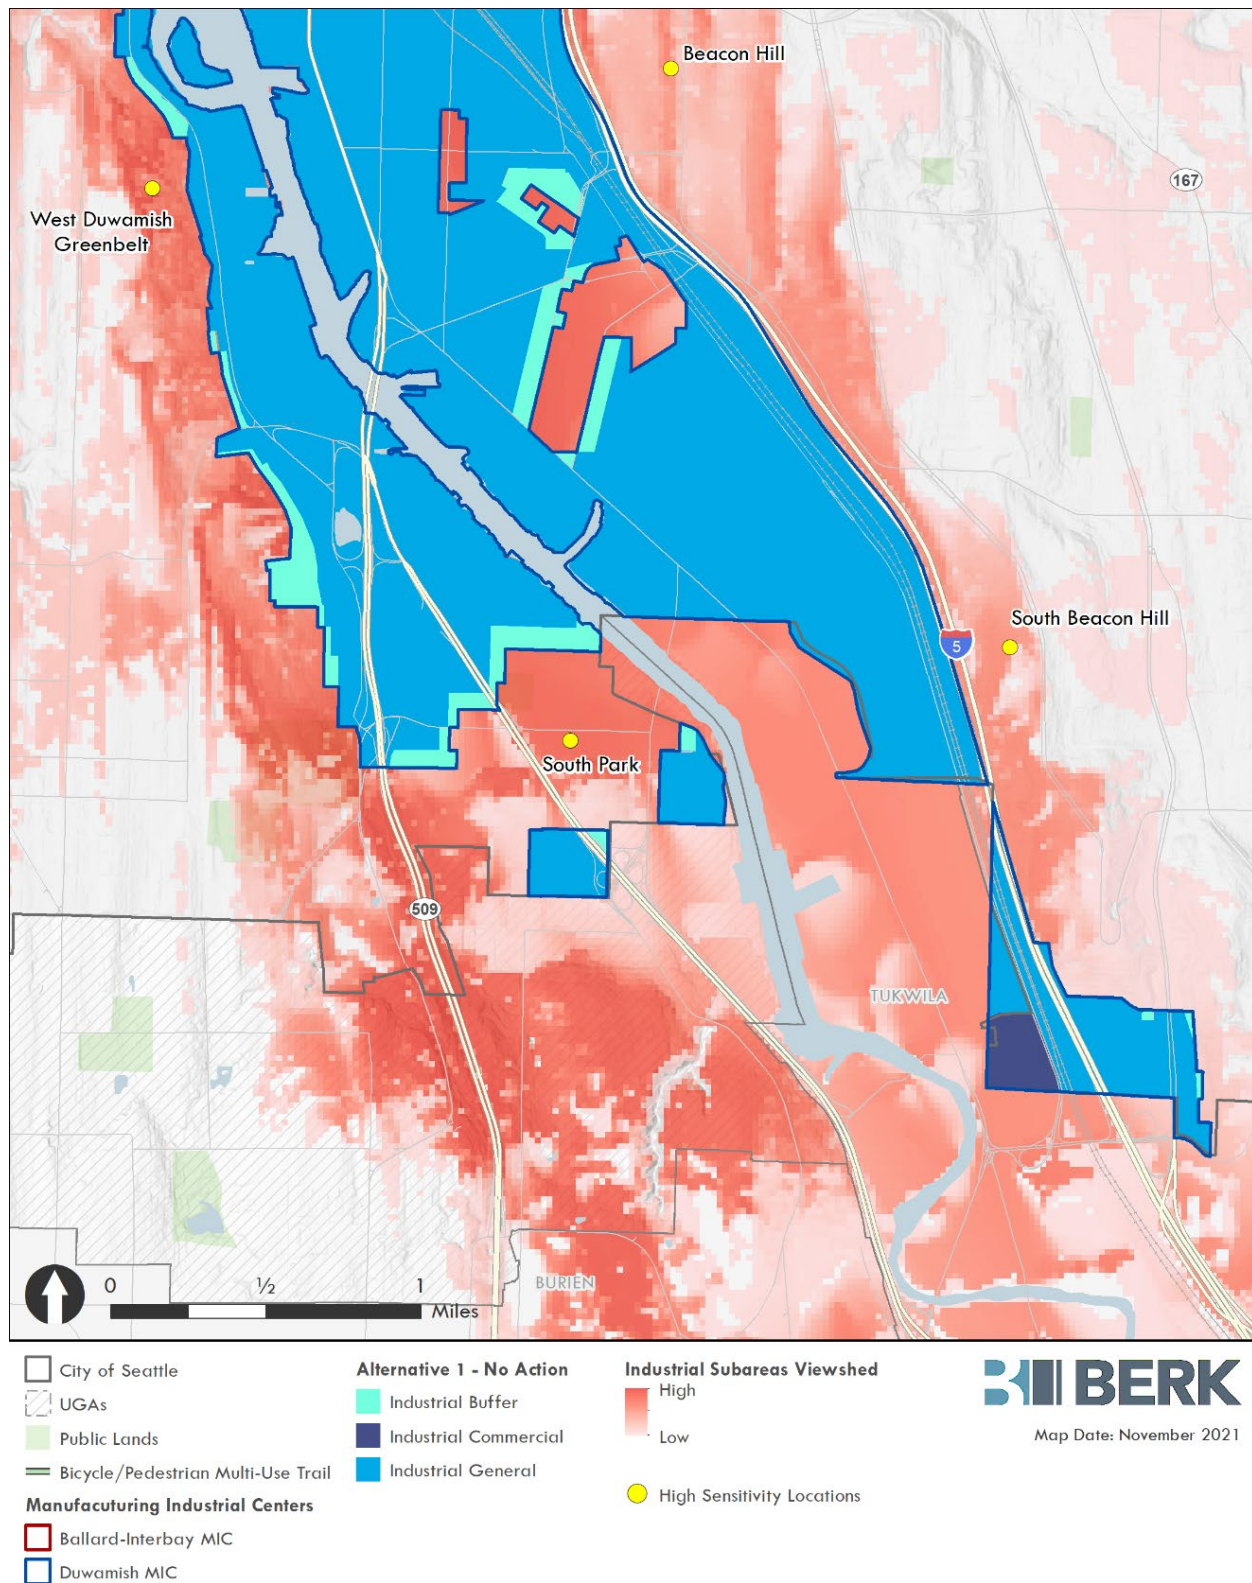 Beacon Hill
167
West Duwamish
Greenbelt
South Beacon Hill
5
South Park
509
TUKWILA
BURIEN
0 ½ 1
Miles
City of Seattle
UGAs
Public Lands
Bicycle/Pedestrian Multi-Use Trail
Manufacuturing Industrial Centers
Ballard-Interbay MIC
Duwamish MIC
Alternative 1 - No Action
Industrial Buffer
Industrial Commercial
Industrial General
Industrial Subareas Viewshed
High
Low
High Sensitivity Locations
BERK
Map Date: November 2021